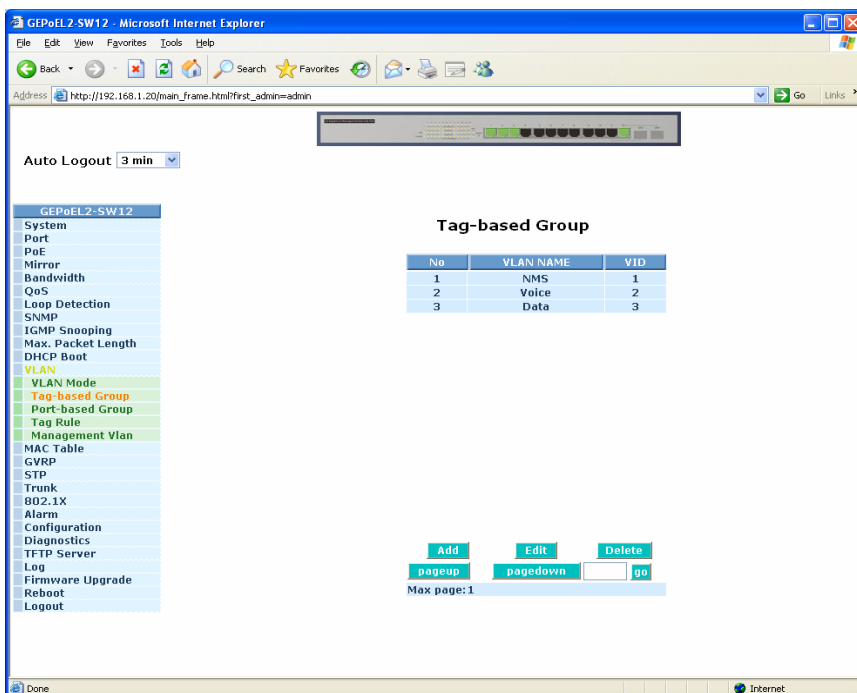 GEPoEL2-SW12 - Microsoft Internet Explorer
File Edit View Favorites Tools Help
Back Search Favorites
Address http://192.168.1.20/main_frame.html?first_admin=admin Go Links
Auto Logout 3 min
GEPoEL2-SW12
System
Port
PoE
Mirror
Bandwidth
QoS
Loop Detection
SNMP
IGMP Snooping
Max. Packet Length
DHCP Boot
VLAN
VLAN Mode
Tag-based Group
Port-based Group
Tag Rule
Management Vlan
MAC Table
GVRP
STP
Trunk
802.1X
Alarm
Configuration
Diagnostics
TFTP Server
Log
Firmware Upgrade
Reboot
Logout
Tag-based Group
No VLAN NAME VID
1 NMS 1
2 Voice 2
3 Data 3
Add Edit Delete
pageup pagedown go
Max page:1
Done Internet